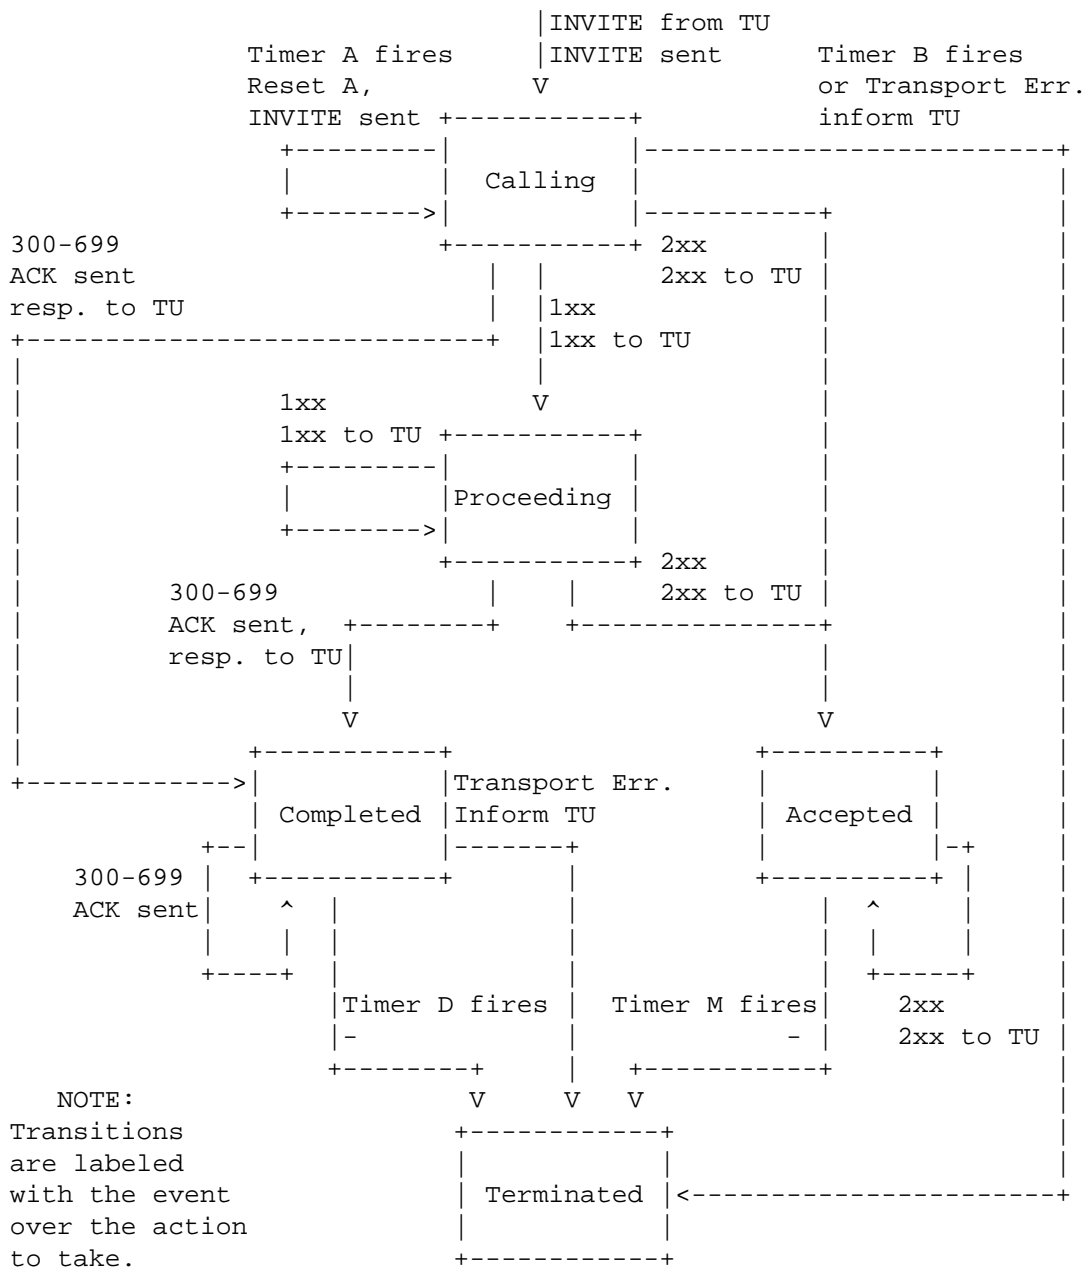 |INVITE from TU
Timer A fires |INVITE sent Timer B fires
Reset A, V or Transport Err.
INVITE sent inform TU
Calling
300-699 2xx
ACK sent 2xx to TU
resp. to TU 1xx
1xx to TU
1xx V
1xx to TU
Proceeding
2xx
300-699 2xx to TU
ACK sent,
resp. to TU
V V
Transport Err.
Completed Inform TU Accepted
300-699
ACK sent ^ ^
Timer D fires Timer M fires 2xx
- - 2xx to TU
NOTE: V V V
Transitions
are labeled
with the event Terminated
over the action
to take.